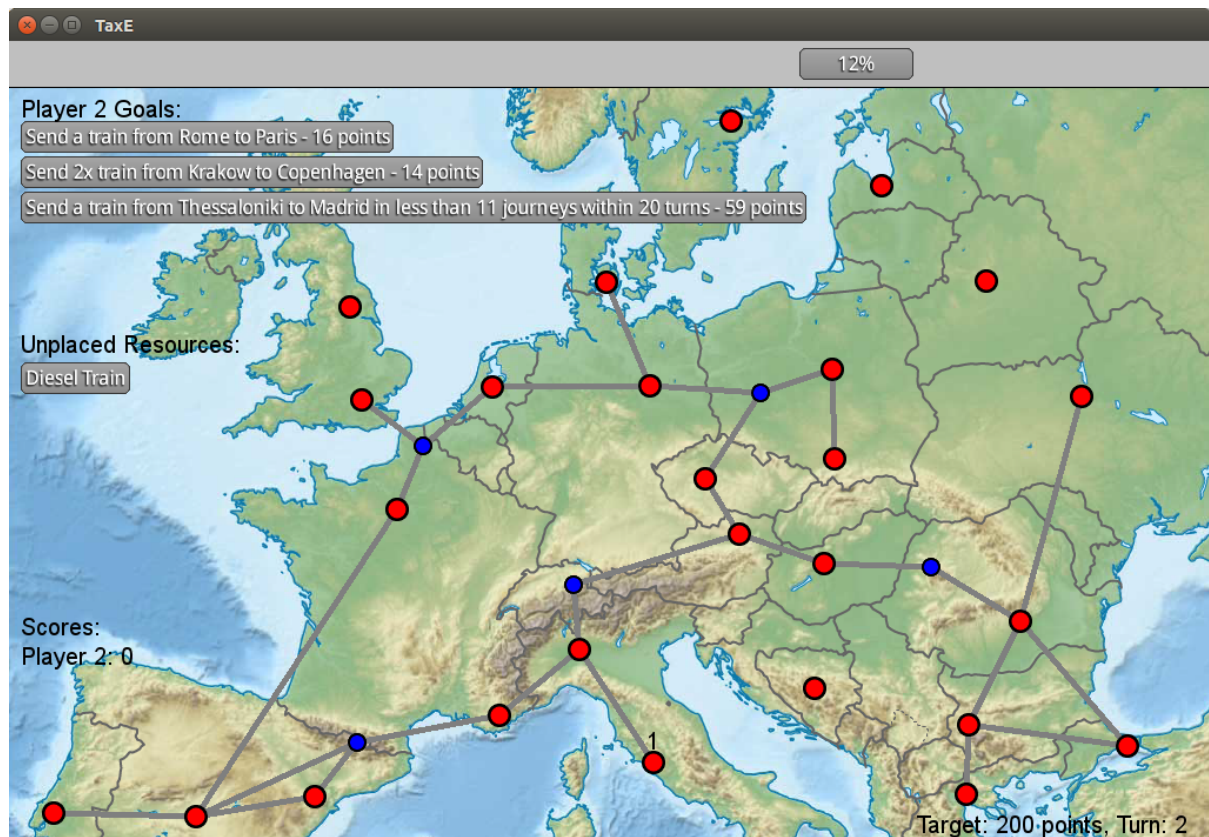 TaxE
12%
Player 2 Goals:
Send a train from Rome to Paris - 16 points
Send 2x train from Krakow to Copenhagen - 14 points
Send a train from Thessaloniki to Madrid in less than 11 journeys within 20 turns - 59 points
Unplaced Resources:
Diesel Train
Scores:
Player 2: 0
1
Target: 200 points, Turn: 2